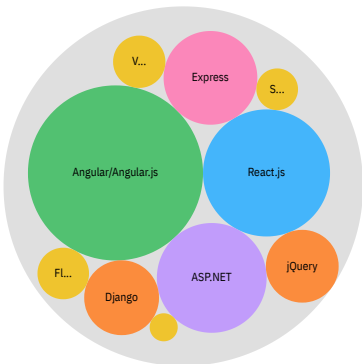 V...
Express
S...
Angular/Angular.js
React.js
Fl...
Django
ASP.NET
jQuery